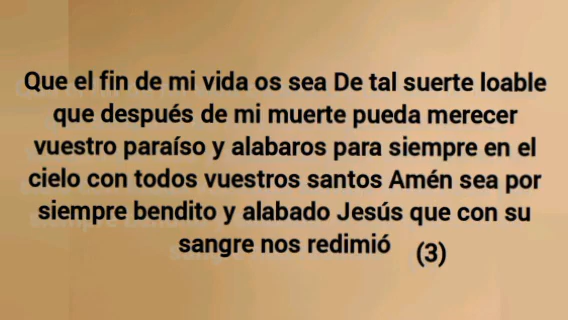 Que el fin de mi vida os sea De tal suerte loable
que después de mi muerte pueda merecer
vuestro paraíso y alabaros para siempre en el
cielo con todos vuestros santos Amén sea por
siempre bendito y alabado Jesús que con su
sangre nos redimió (3)